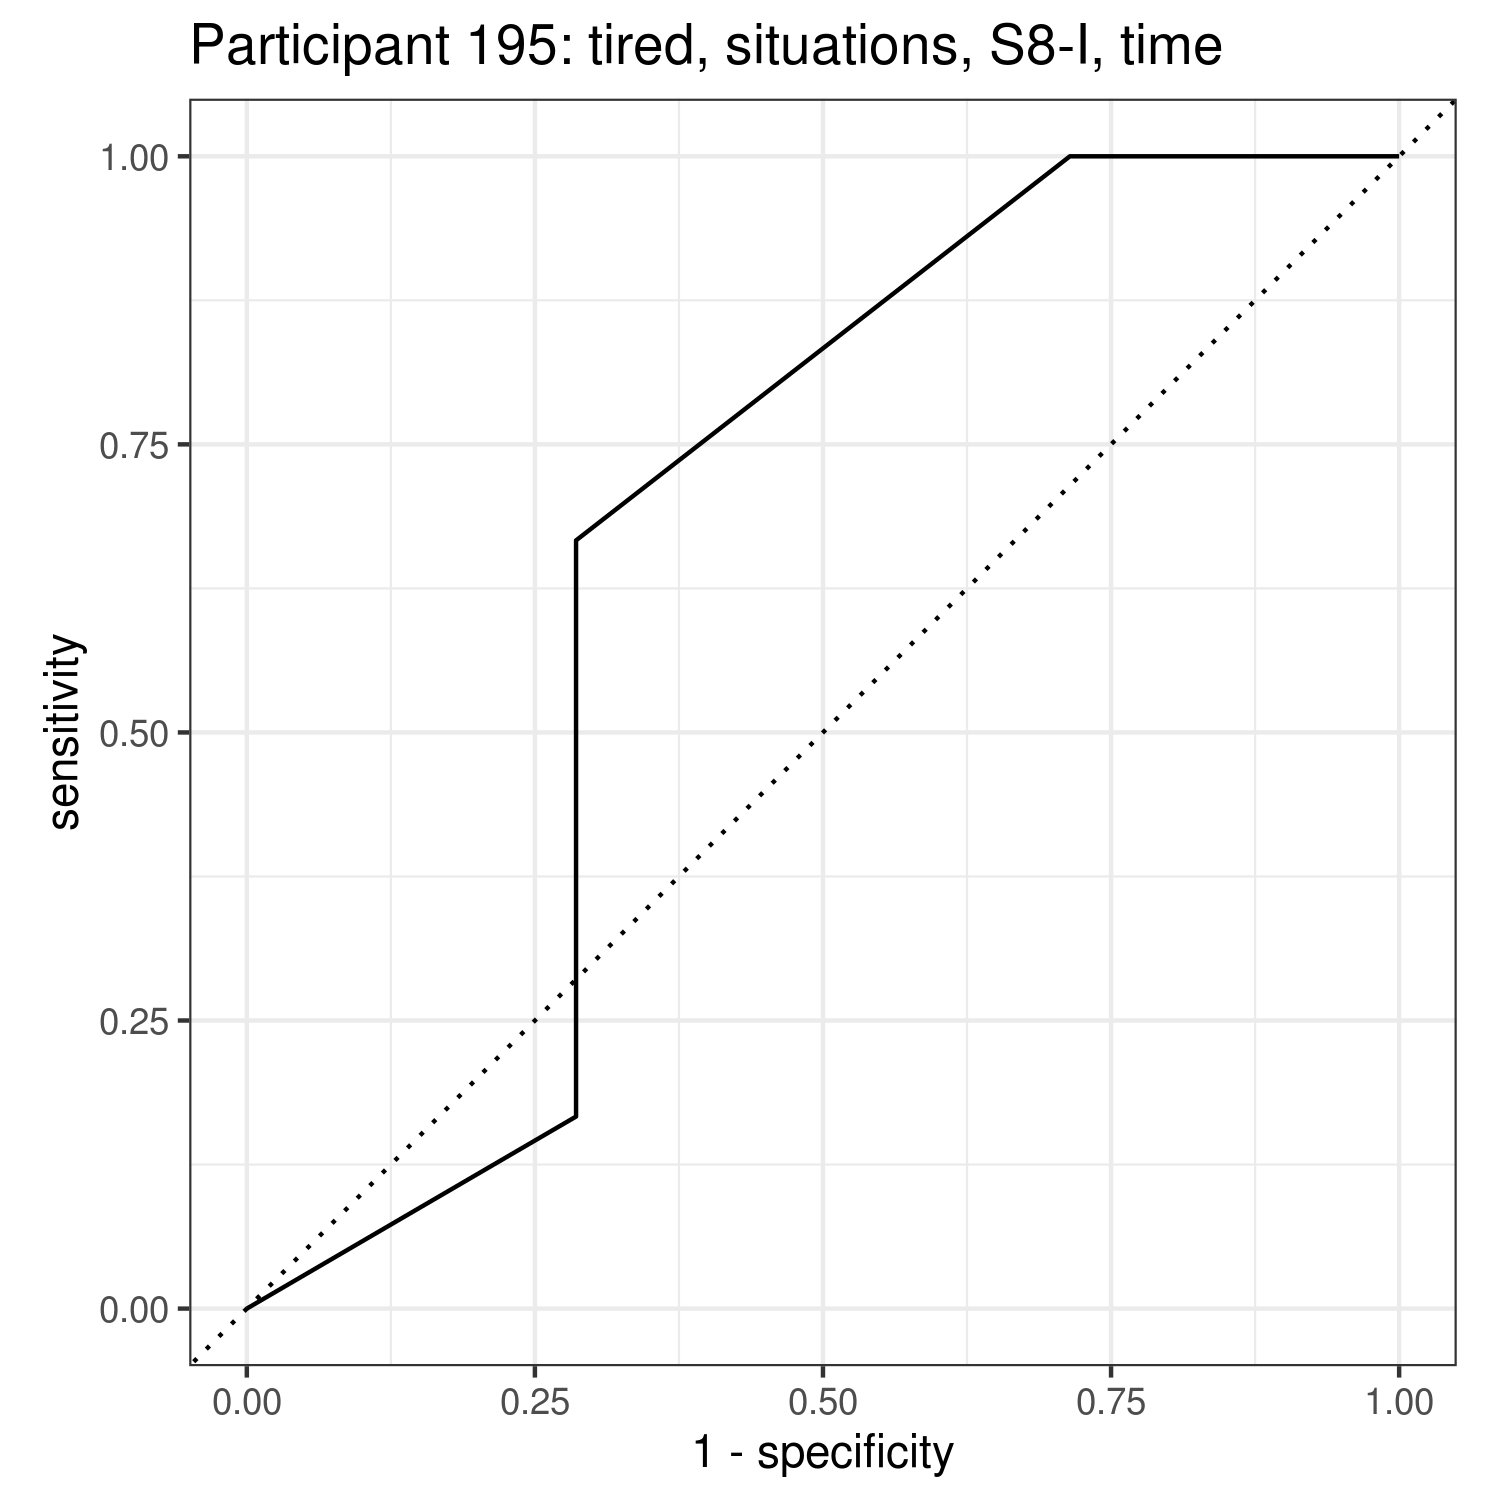 Participant 195: tired, situations, S8-I, time
1.00
0.75
0.50
0.25
0.00
sensitivity
0.00 0.25 0.50 0.75 1.00
1 - specificity